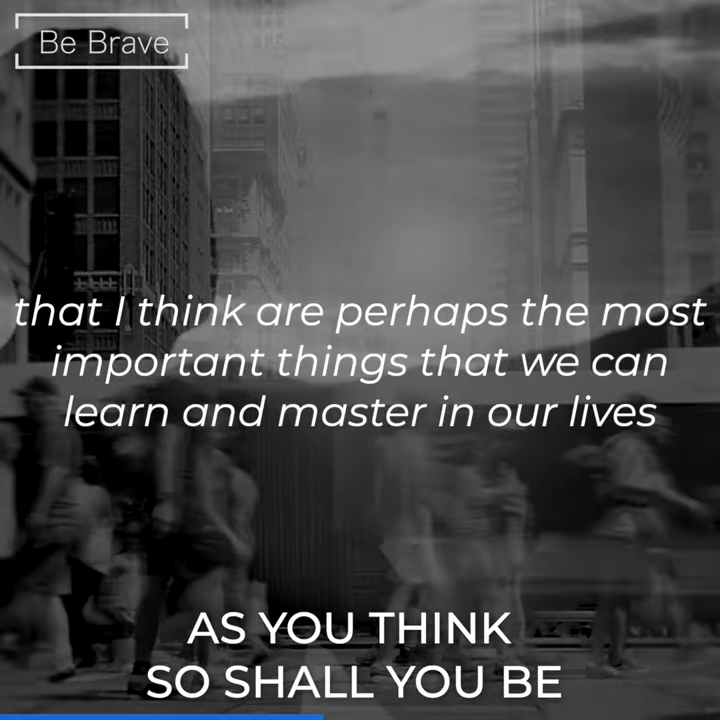 Be Brave
that I think are perhaps the most
important things that we can
learn and master in our lives
AS YOU THINK
SO SHALL YOU BE